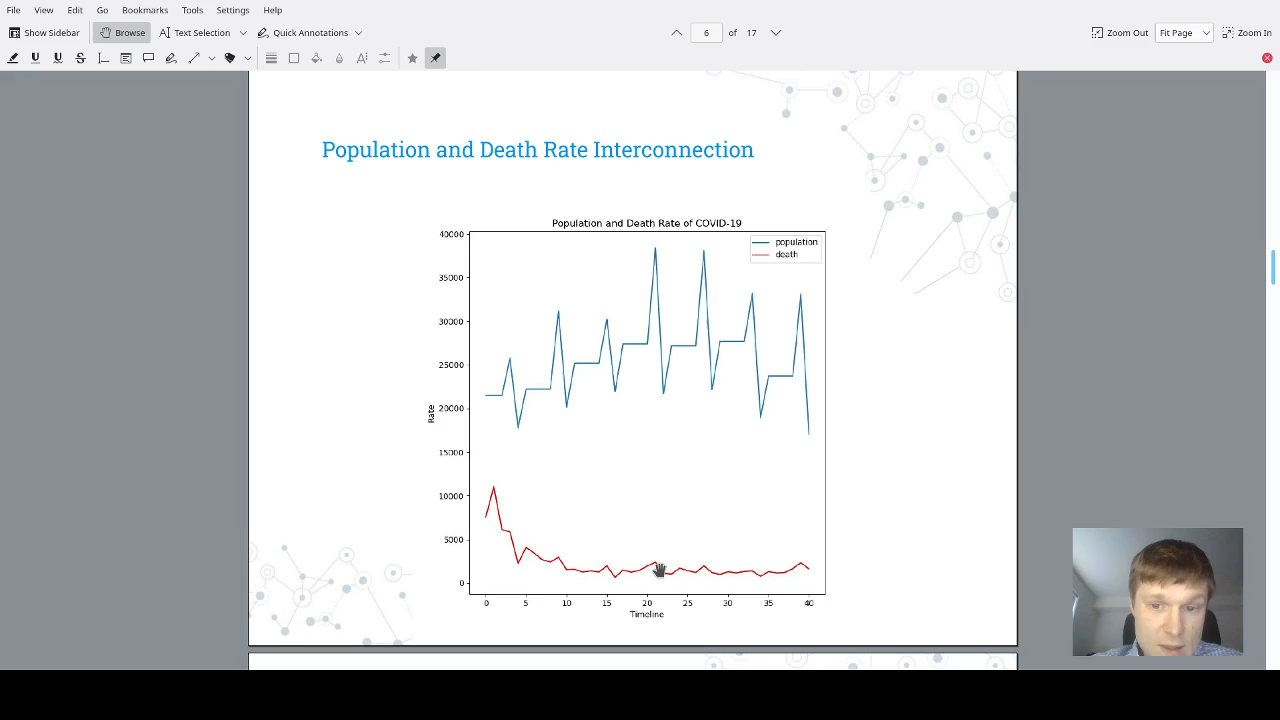 File View Edit Go Bookmarks Tools Settings Help
Show Sidebar Browse Text Selection Quick Annotations 6 of 17 Zoom Out Fit Page Zoom In
Population and Death Rate Interconnection
Population and Death Rate of COVID-19
population
death
40000
35000
30000
25000
20000
15000
10000
5000
0
Rate
0 5 10 15 20 25 30 35 40
Timeline